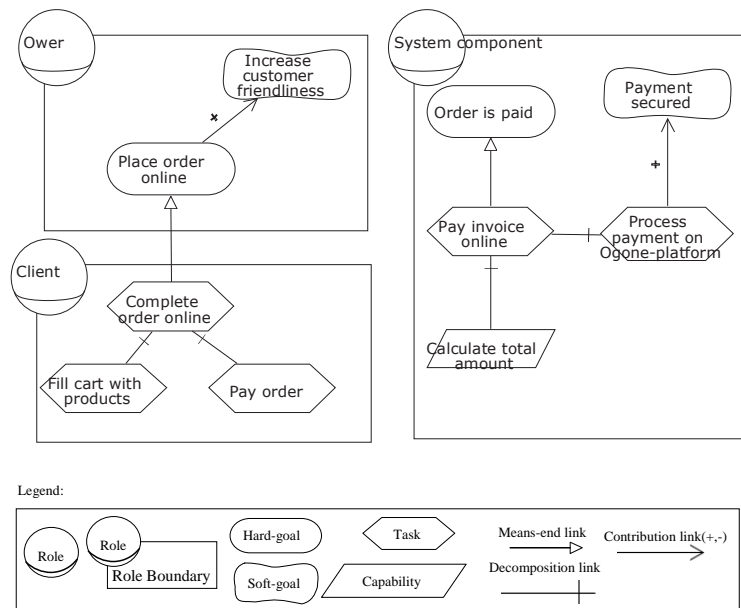 Ower
Increase
customer
friendliness
Place order
online
Client
Complete
order online
Fill cart with
products
Pay order
System component
Order is paid
Payment
secured
+
Pay invoice
online
Process
payment on
Ogone-platform
Calculate total
amount
Legend:
Role
Role
Role Boundary
Hard-goal
Soft-goal
Task
Capability
Means-end link
Decomposition link
Contribution link(+,-)